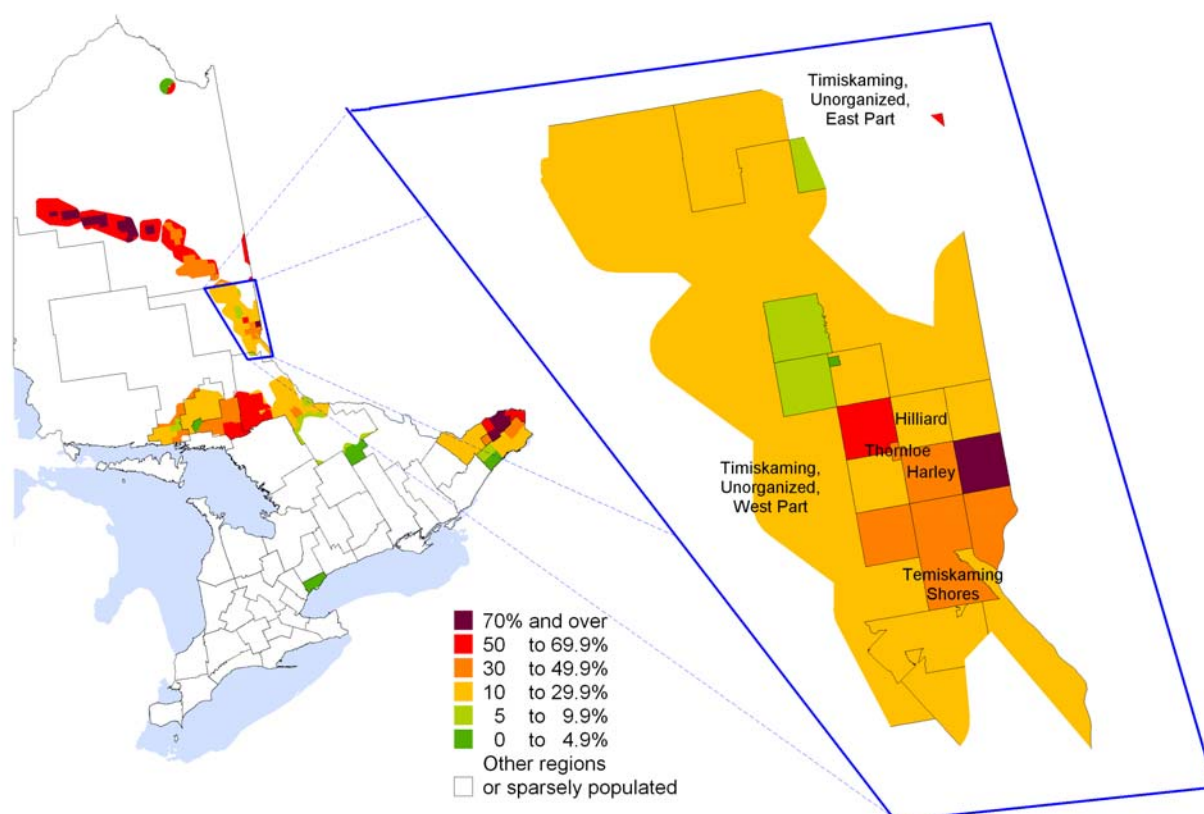 Timiskaming,
Unorganized,
East Part
Hilliard
Thornloe
Harley
Timiskaming,
Unorganized,
West Part
Temiskaming
Shores
70% and over
50 to 69.9%
30 to 49.9%
10 to 29.9%
5 to 9.9%
0 to 4.9%
Other regions
or sparsely populated